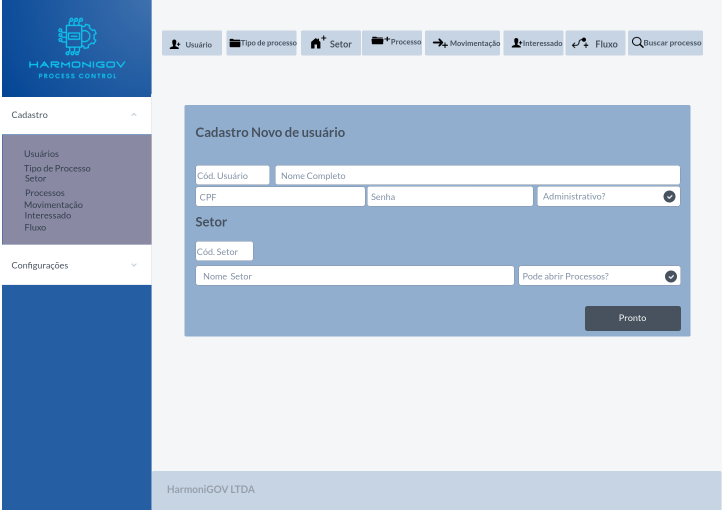 HARMONIGOV
PROCESS CONTROL
Usuário
Tipo de processo
Setor
Processo
Movimentação
Interessado
Fluxo
Buscar processo
Cadastro
Usuários
Tipo de Processo
Setor
Processos
Movimentação
Interessado
Fluxo
Configurações
Cadastro Novo de usuário
Cód. Usuário
Nome Completo
CPF
Senha
Administrativo?
Setor
Cód. Setor
Nome Setor
Pode abrir Processos?
Pronto
HarmoniGOV LTDA